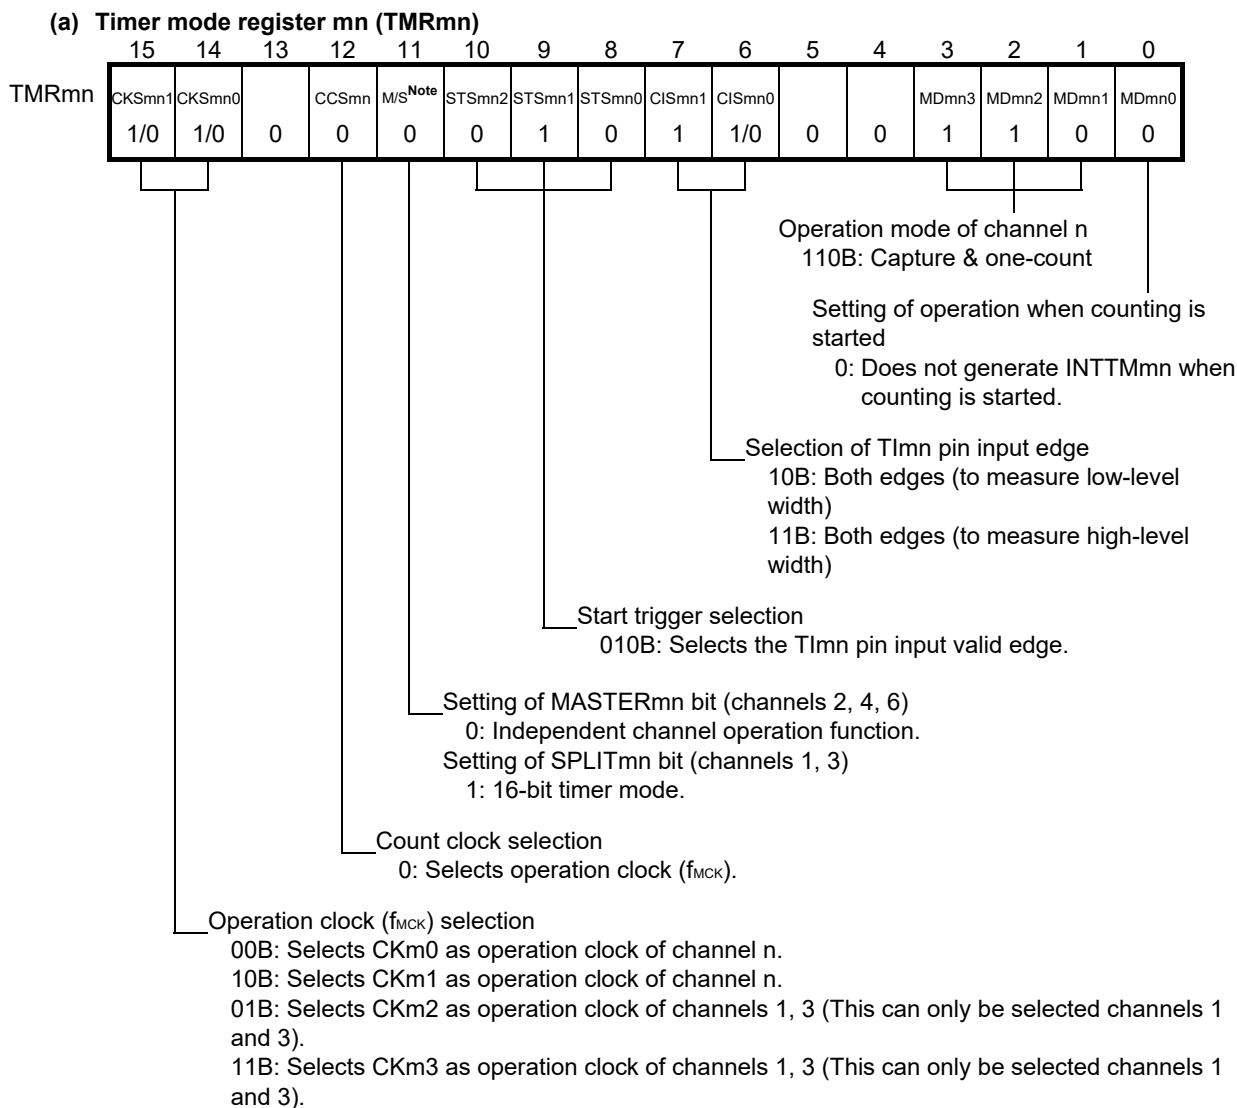 (a) Timer mode register mn (TMRmn)
15 14 13 12 11 10 9 8 7 6 5 4 3 2 1 0
TMRmn CKSmn1 CKSmn0 CCSmn M/SNote STSmn2 STSmn1 STSmn0 CISmn1 CISmn0 MDmn3 MDmn2 MDmn1 MDmn0
1/0 1/0 0 0 0 0 1 0 1 1/0 0 0 1 1 0 0
Operation mode of channel n
110B: Capture & one-count
Setting of operation when counting is
started
0: Does not generate INTTMmn when
counting is started.
Selection of TImn pin input edge
10B: Both edges (to measure low-level
width)
11B: Both edges (to measure high-level
width)
Start trigger selection
010B: Selects the TImn pin input valid edge.
Setting of MASTERmn bit (channels 2, 4, 6)
0: Independent channel operation function.
Setting of SPLITmn bit (channels 1, 3)
1: 16-bit timer mode.
Count clock selection
0: Selects operation clock (fMCK).
Operation clock (fMCK) selection
00B: Selects CKm0 as operation clock of channel n.
10B: Selects CKm1 as operation clock of channel n.
01B: Selects CKm2 as operation clock of channels 1, 3 (This can only be selected channels 1
and 3).
11B: Selects CKm3 as operation clock of channels 1, 3 (This can only be selected channels 1
and 3).